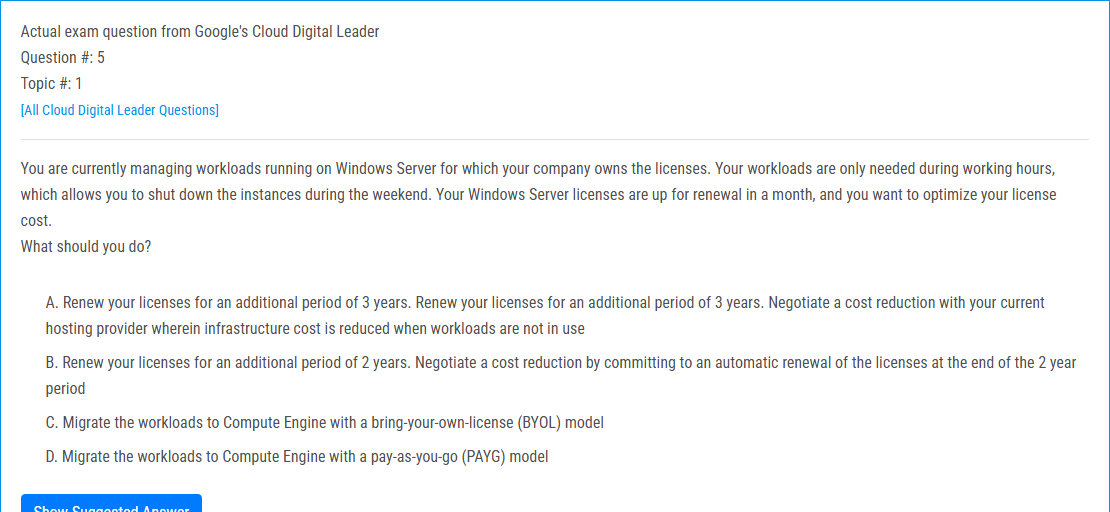 Actual exam question from Google's Cloud Digital Leader
Question #: 5
Topic #: 1
[All Cloud Digital Leader Questions]
You are currently managing workloads running on Windows Server for which your company owns the licenses. Your workloads are only needed during working hours,
which allows you to shut down the instances during the weekend. Your Windows Server licenses are up for renewal in a month, and you want to optimize your license
cost.
What should you do?
A. Renew your licenses for an additional period of 3 years. Renew your licenses for an additional period of 3 years. Negotiate a cost reduction with your current
hosting provider wherein infrastructure cost is reduced when workloads are not in use
B. Renew your licenses for an additional period of 2 years. Negotiate a cost reduction by committing to an automatic renewal of the licenses at the end of the 2 year
period
C. Migrate the workloads to Compute Engine with a bring-your-own-license (BYOL) model
D. Migrate the workloads to Compute Engine with a pay-as-you-go (PAYG) model
Show Suggested Answer